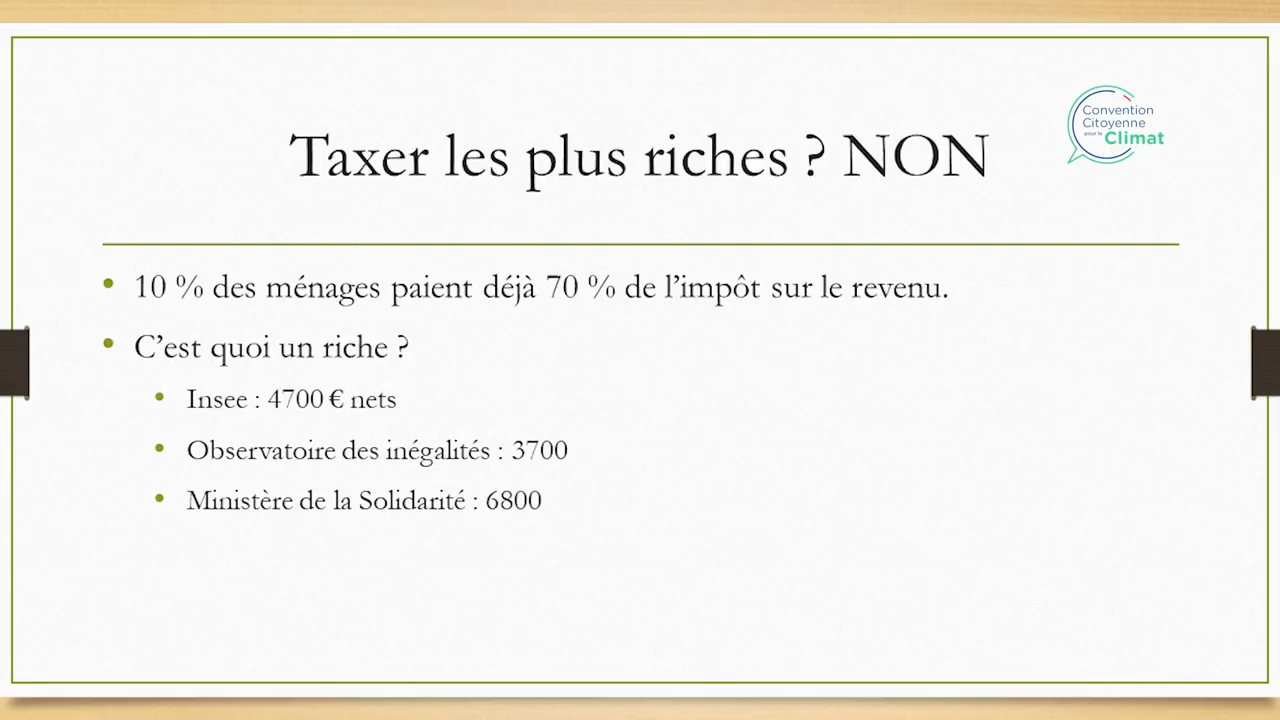 Convention
Citoyenne
pour le Climat
Taxer les plus riches ? NON
• 10 % des ménages paient déjà 70 % de l’impôt sur le revenu.
• C’est quoi un riche ?
• Insee : 4700 € nets
• Observatoire des inégalités : 3700
• Ministère de la Solidarité : 6800